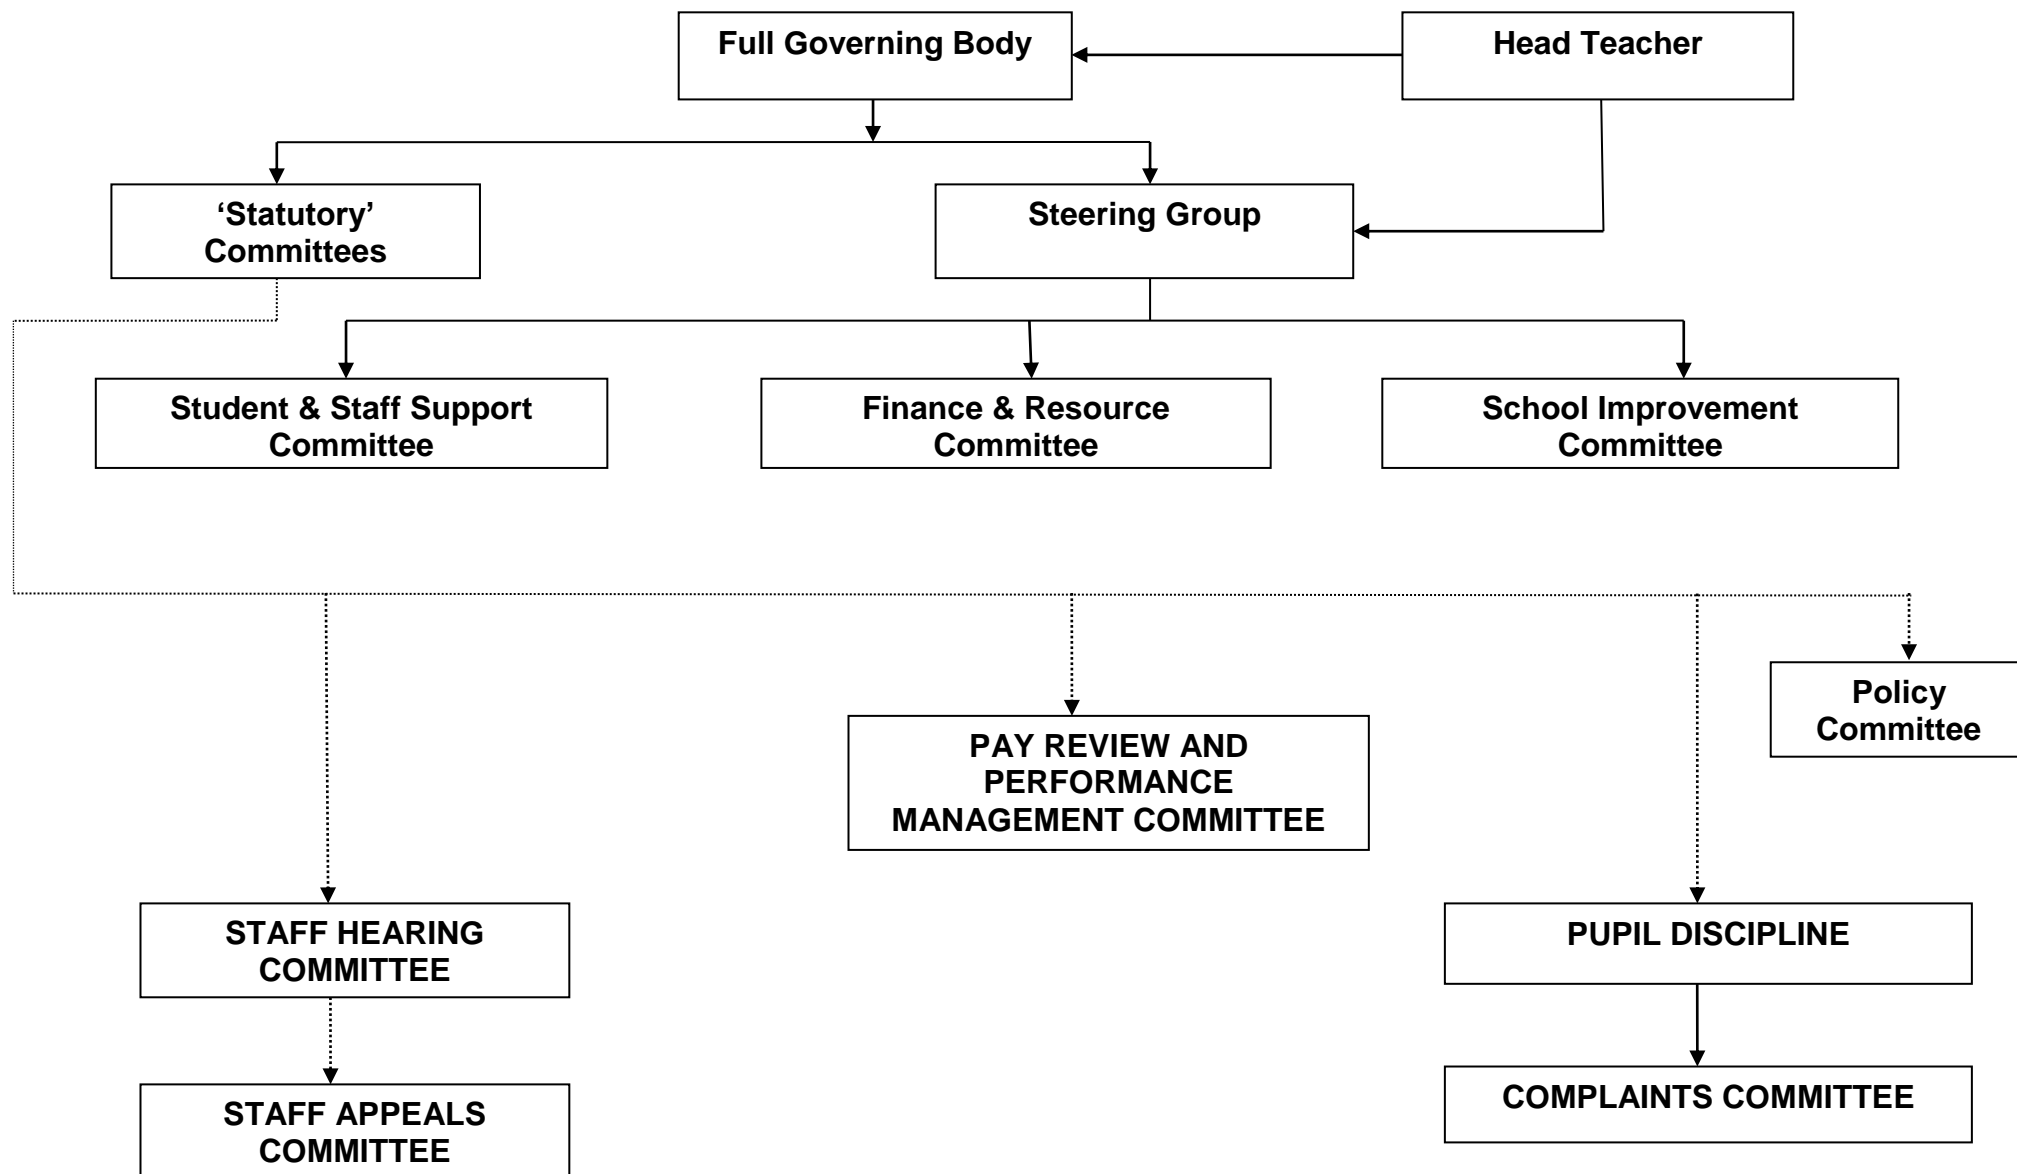 Full Governing Body
Head Teacher
‘Statutory’
Committees
Steering Group
Student & Staff Support
Committee
Finance & Resource
Committee
School Improvement
Committee
Policy
Committee
PAY REVIEW AND
PERFORMANCE
MANAGEMENT COMMITTEE
STAFF HEARING
COMMITTEE
PUPIL DISCIPLINE
STAFF APPEALS
COMMITTEE
COMPLAINTS COMMITTEE